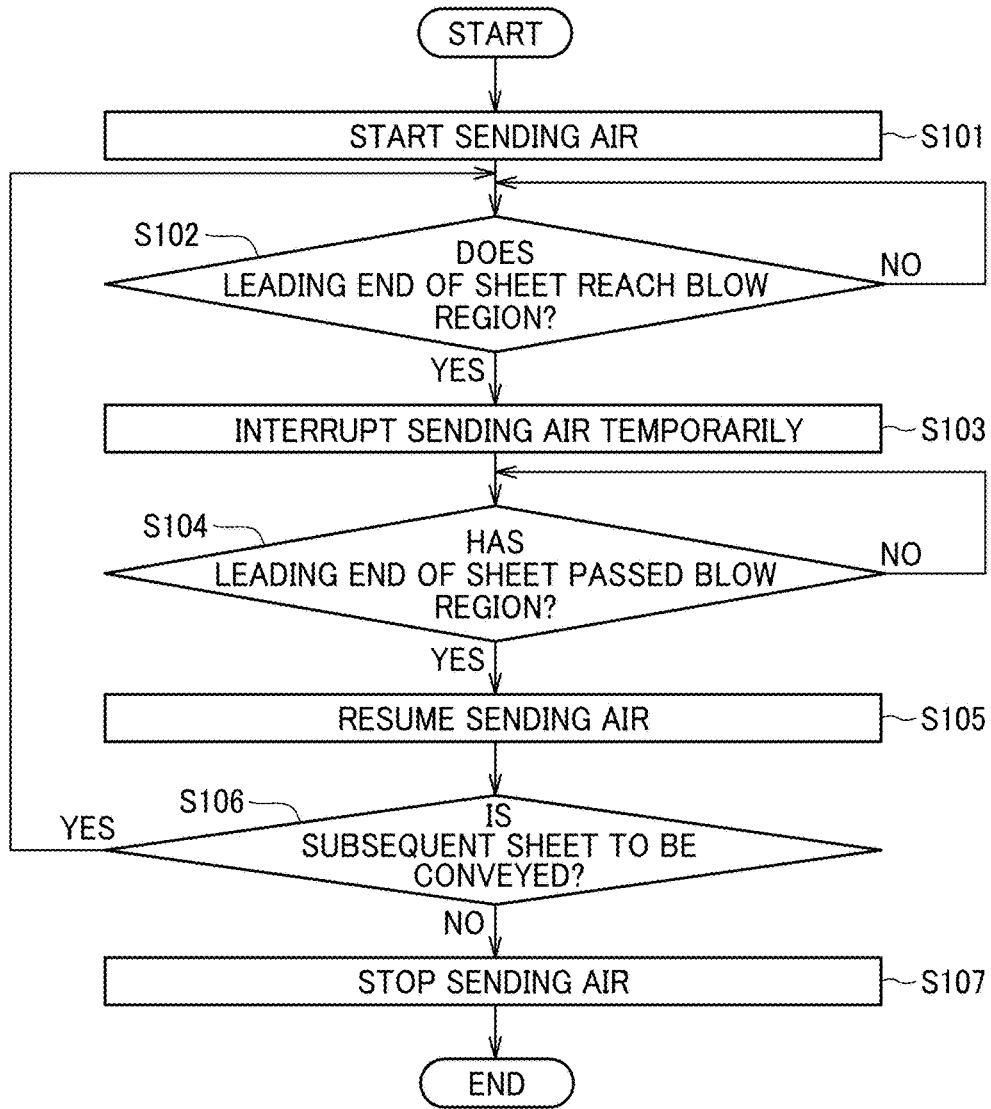 START
START SENDING AIR
S101
S102
DOES
LEADING END OF SHEET REACH BLOW
REGION?
NO
YES
INTERRUPT SENDING AIR TEMPORARILY
S103
S104
HAS
LEADING END OF SHEET PASSED BLOW
REGION?
NO
YES
RESUME SENDING AIR
S105
S106
IS
SUBSEQUENT SHEET TO BE
CONVEYED?
YES
NO
STOP SENDING AIR
S107
END